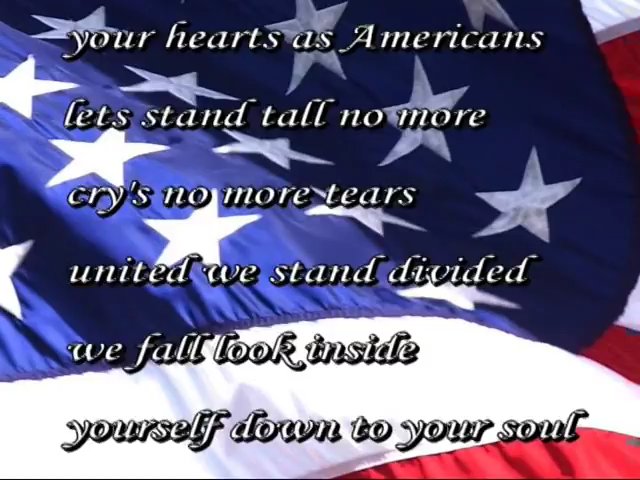 your hearts as Americans
lets stand tall no more
cry's no more tears
united we stand divided
we fall look inside
yourself down to your soul